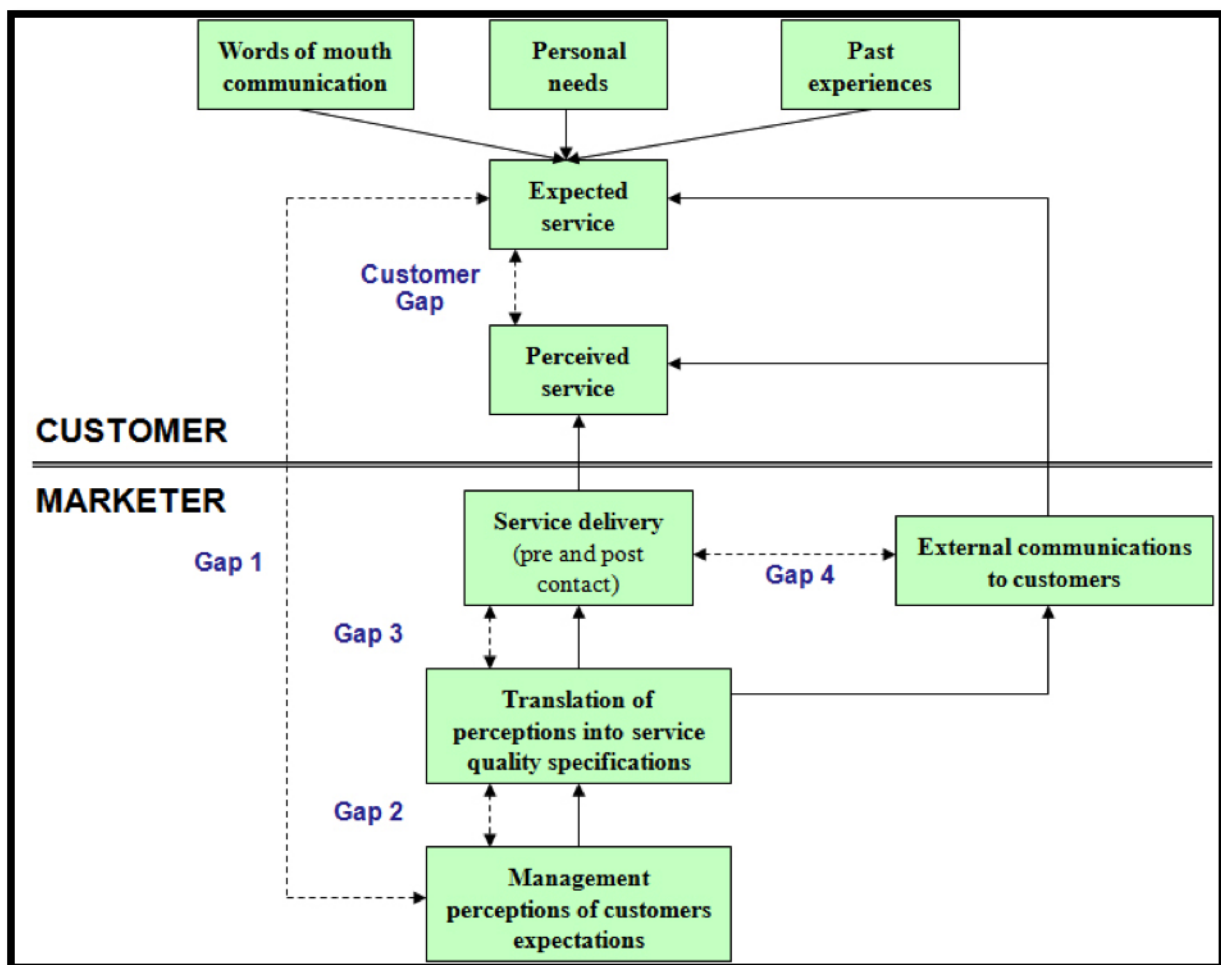 Words of mouth
communication
Personal
needs
Past
experiences
Expected
service
Customer
Gap
Perceived
service
CUSTOMER
MARKETER
Service delivery
(pre and post
contact)
External communications
to customers
Gap 1
Gap 4
Gap 3
Translation of
perceptions into service
quality specifications
Gap 2
Management
perceptions of customers
expectations